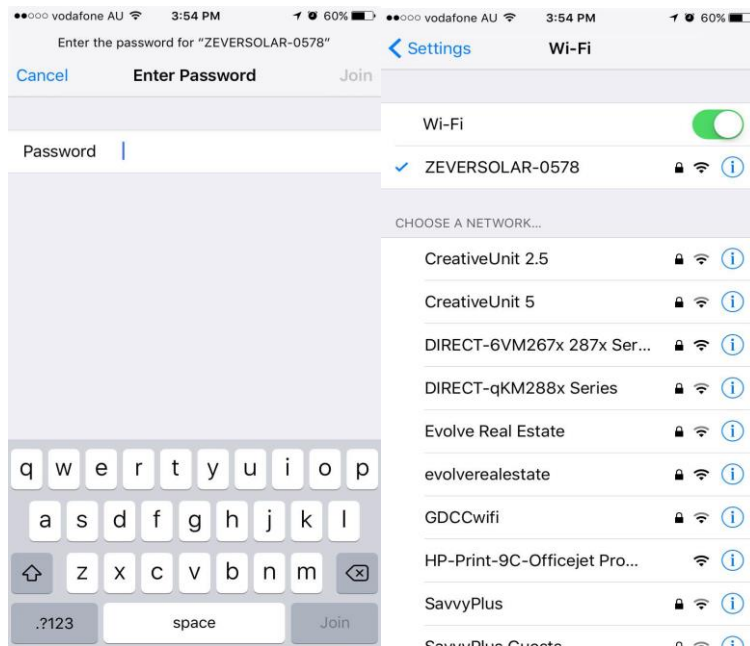 vodafone AU 3:54 PM 60%
Enter the password for “ZEVERSOLAR-0578”
Cancel Enter Password Join
Password
q w e r t y u i o p
a s d f g h j k l
z x c v b n m
.?123 space Join
vodafone AU 3:54 PM 60%
Settings Wi-Fi
Wi-Fi
ZEVERSOLAR-0578
CHOOSE A NETWORK...
CreativeUnit 2.5
CreativeUnit 5
DIRECT-6VM267x 287x Ser...
DIRECT-qKM288x Series
Evolve Real Estate
evolverealestate
GDCCwifi
HP-Print-9C-Officejet Pro...
SavvyPlus
SavvyPlus Guests